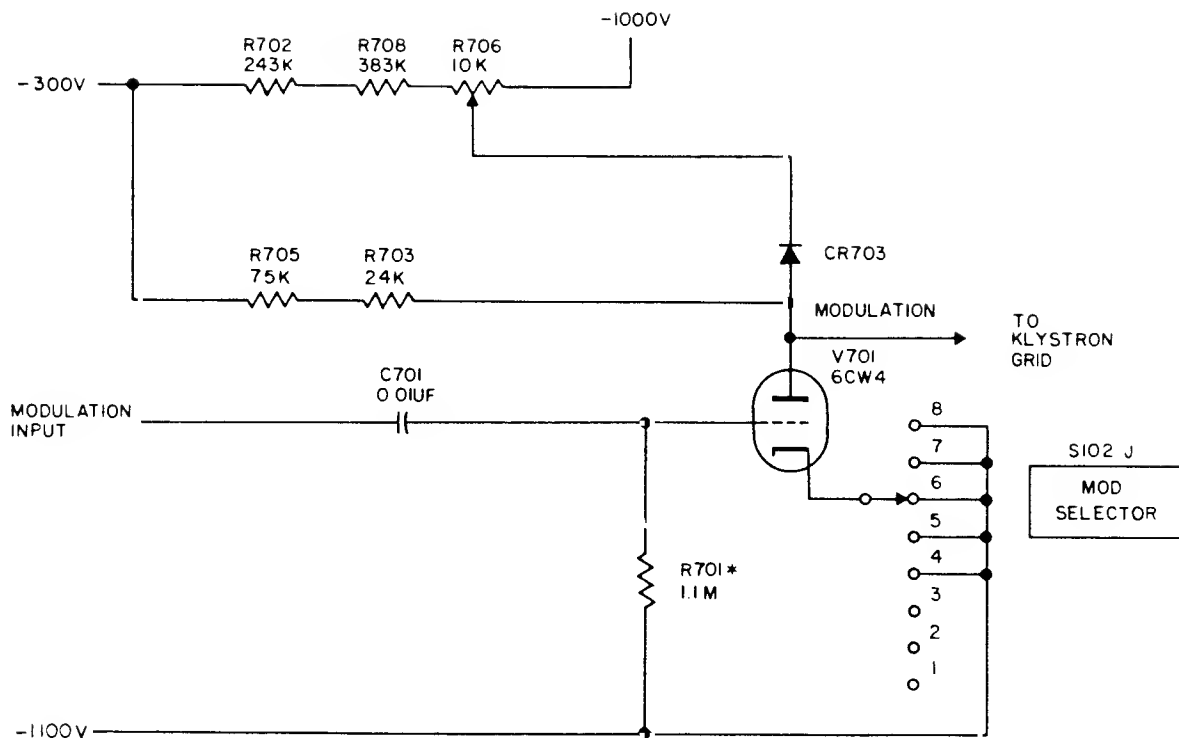 -1000V
R702
243K
R708
383K
R706
10K
-300V
R705
75K
R703
24K
CR703
MODULATION
TO
KLYSTRON
GRID
V701
6CW4
C701
0.01UF
MODULATION
INPUT
8
7
6
5
4
3
2
1
S102 J
MOD
SELECTOR
R701*
1.1M
-1100V